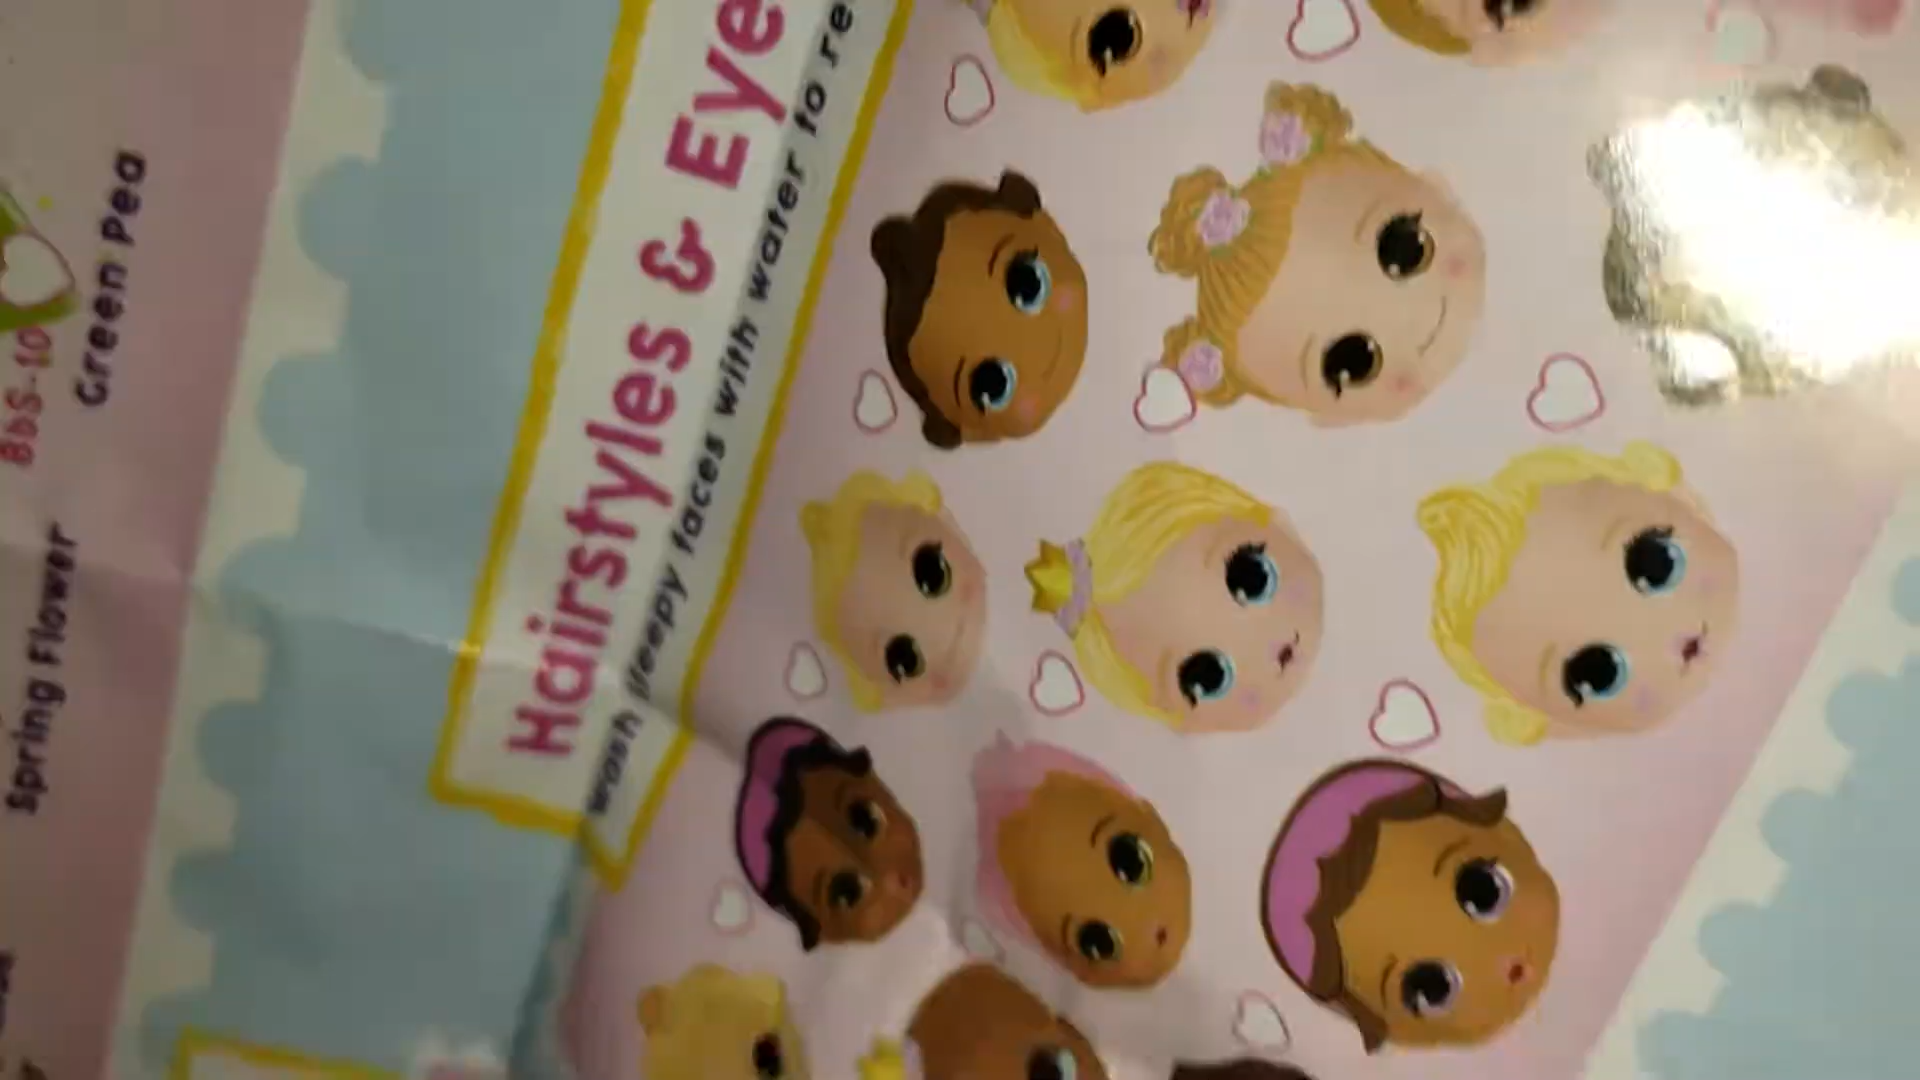 Hairstyles & Eye
wash sleepy faces with water to re
BbS-10
Green Pea
Spring Flower